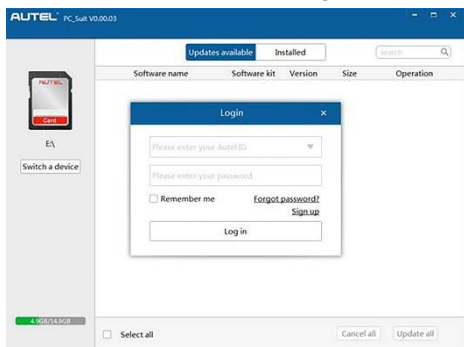 AUTEL PC_Suit V0.00.03
Updates available Installed
search
Software name Software kit Version Size Operation
AUTEL
Card
E:\
Switch a device
Login
Please enter your Autel ID
Please enter your password
Remember me Forgot password?
Sign up
Log in
4.9GB/14.9GB
Select all Cancel all Update all